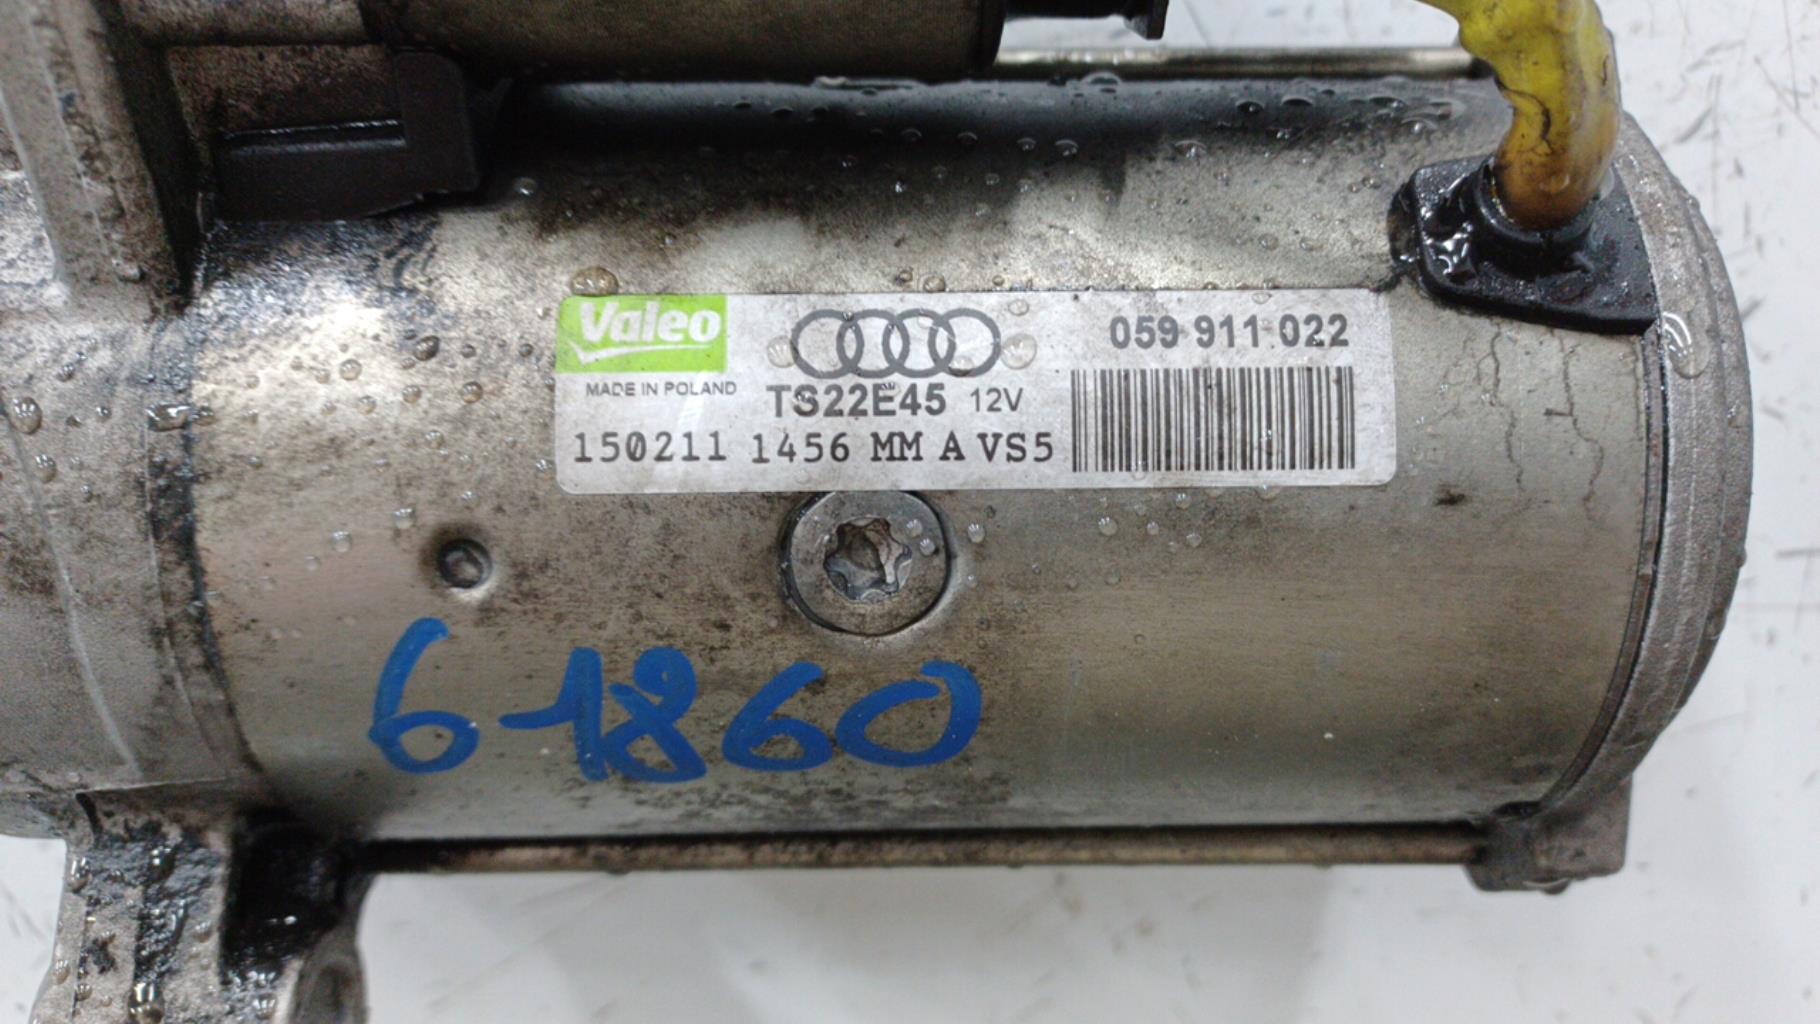 Valeo
059 911 022
MADE IN POLAND
TS22E45 12V
150211 1456 MM A VS5
61860